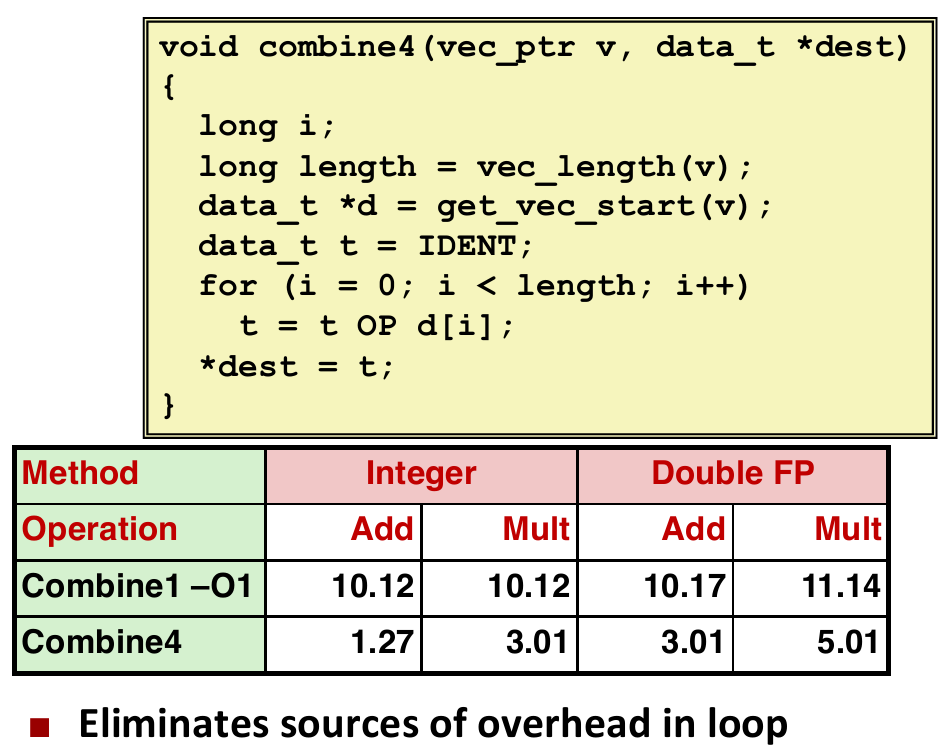 void combine4(vec_ptr v, data_t *dest)
{
  long i;
  long length = vec_length(v);
  data_t *d = get_vec_start(v);
  data_t t = IDENT;
  for (i = 0; i < length; i++)
    t = t OP d[i];
  *dest = t;
}
Method Integer Double FP
Operation Add Mult Add Mult
Combine1 –O1 10.12 10.12 10.17 11.14
Combine4 1.27 3.01 3.01 5.01
■ Eliminates sources of overhead in loop